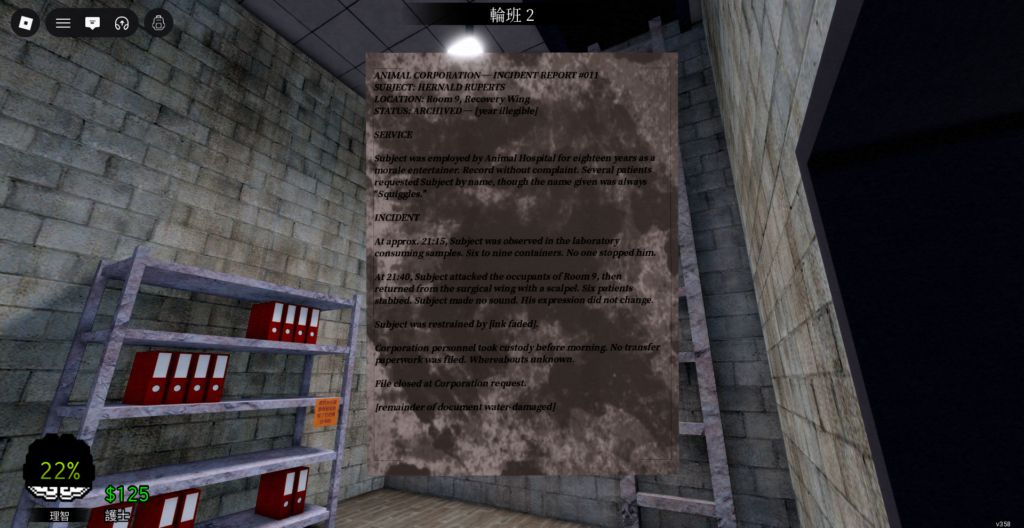 輪班 2
ANIMAL CORPORATION — INCIDENT REPORT #011
SUBJECT: HERNALD RUPERTS
LOCATION: Room 9, Recovery Wing
STATUS: ARCHIVED — [year illegible]
SERVICE
Subject was employed by Animal Hospital for eighteen years as a
morale entertainer. Record without complaint. Several patients
requested Subject by name, though the name given was always
"Squiggles."
INCIDENT
At approx. 21:15, Subject was observed in the laboratory
consuming samples. Six to nine containers. No one stopped him.
At 21:40, Subject attacked the occupants of Room 9, then
returned from the surgical wing with a scalpel. Six patients
stabbed. Subject made no sound. His expression did not change.
Subject was restrained by [ink faded].
Corporation personnel took custody before morning. No transfer
paperwork was filed. Whereabouts unknown.
File closed at Corporation request.
[remainder of document water-damaged]
22%
$125
理智
護士
v358